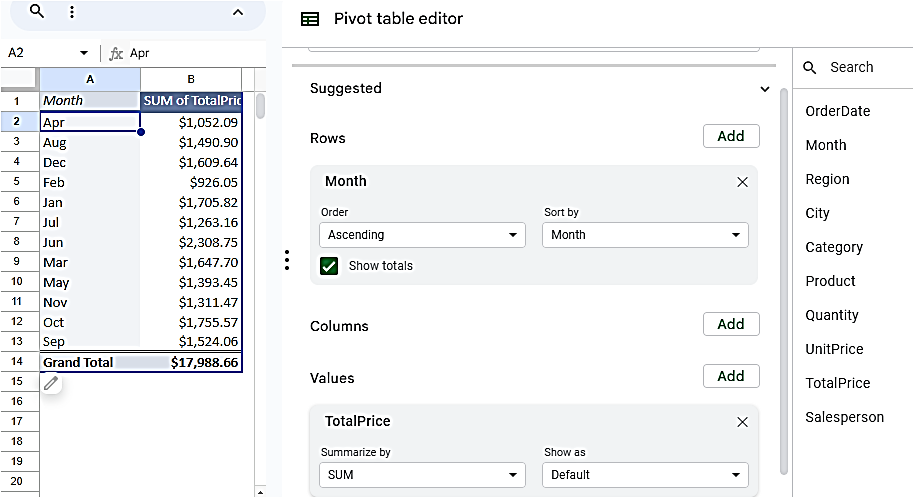 Pivot table editor
A2 fx Apr
A B
1 Month SUM of TotalPric
2 Apr $1,052.09
3 Aug $1,490.90
4 Dec $1,609.64
5 Feb $926.05
6 Jan $1,705.82
7 Jul $1,263.16
8 Jun $2,308.75
9 Mar $1,647.70
10 May $1,393.45
11 Nov $1,311.47
12 Oct $1,755.57
13 Sep $1,524.06
14 Grand Total $17,988.66
15
16
17
18
19
20
Suggested
Rows Add
Month
Order Sort by
Ascending Month
Show totals
Columns Add
Values Add
TotalPrice
Summarize by Show as
SUM Default
Search
OrderDate
Month
Region
City
Category
Product
Quantity
UnitPrice
TotalPrice
Salesperson